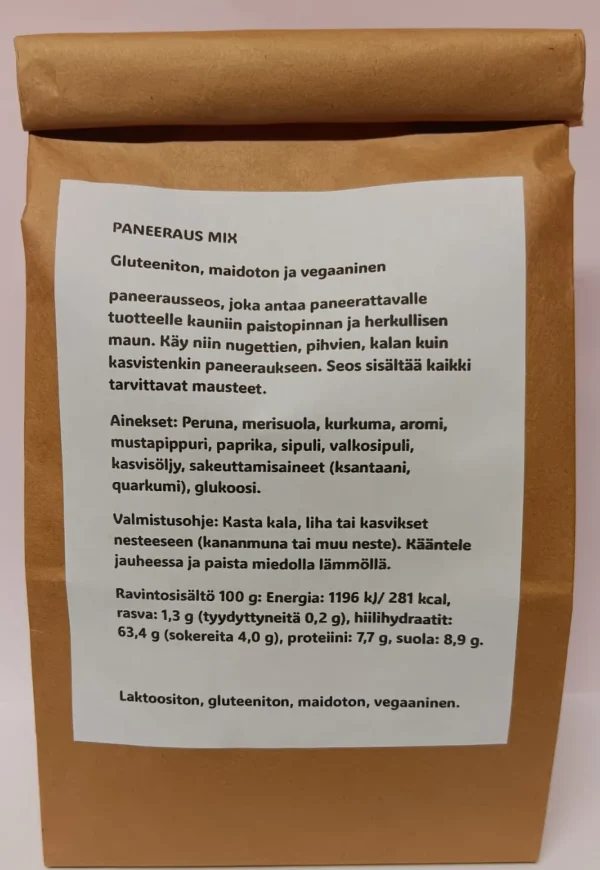 PANEERAUS MIX
Gluteeniton, maidoton ja vegaaninen
paneerausseos, joka antaa paneerattavalle
tuotteelle kauniin paistopinnan ja herkullisen
maun. Käy niin nugettien, pihvien, kalan kuin
kasvistenkin paneeraukseen. Seos sisältää kaikki
tarvittavat mausteet.
Ainekset: Peruna, merisuola, kurkuma, aromi,
mustapippuri, paprika, sipuli, valkosipuli,
kasvisöljy, sakeuttamisaineet (ksantaani,
quarkumi), glukoosi.
Valmistusohje: Kasta kala, liha tai kasvikset
nesteeseen (kananmuna tai muu neste). Kääntele
jauheessa ja paista miedolla lämmöllä.
Ravintosisältö 100 g: Energia: 1196 kJ/ 281 kcal,
rasva: 1,3 g (tyydyttyneitä 0,2 g), hiilihydraatit:
63,4 g (sokereita 4,0 g), proteiini: 7,7 g, suola: 8,9 g.
Laktoositon, gluteeniton, maidoton, vegaaninen.